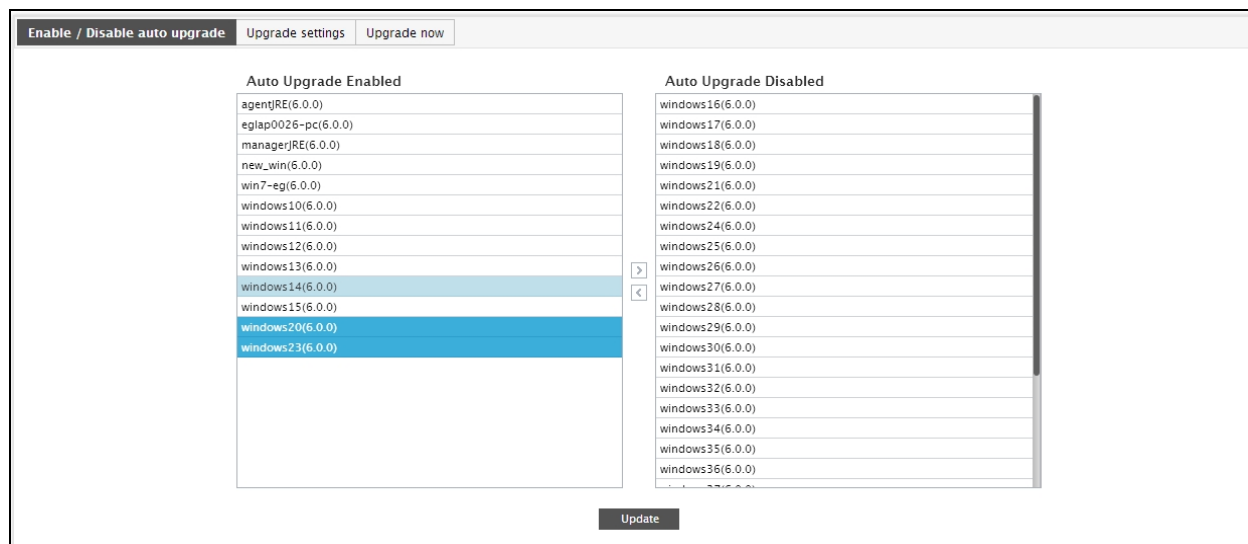 Enable / Disable auto upgrade Upgrade settings Upgrade now
Auto Upgrade Enabled
agentJRE(6.0.0)
eglap0026-pc(6.0.0)
managerJRE(6.0.0)
new_win(6.0.0)
win7-eg(6.0.0)
windows10(6.0.0)
windows11(6.0.0)
windows12(6.0.0)
windows13(6.0.0)
windows14(6.0.0)
windows15(6.0.0)
windows20(6.0.0)
windows23(6.0.0)
Auto Upgrade Disabled
windows16(6.0.0)
windows17(6.0.0)
windows18(6.0.0)
windows19(6.0.0)
windows21(6.0.0)
windows22(6.0.0)
windows24(6.0.0)
windows25(6.0.0)
windows26(6.0.0)
windows27(6.0.0)
windows28(6.0.0)
windows29(6.0.0)
windows30(6.0.0)
windows31(6.0.0)
windows32(6.0.0)
windows33(6.0.0)
windows34(6.0.0)
windows35(6.0.0)
windows36(6.0.0)
Update